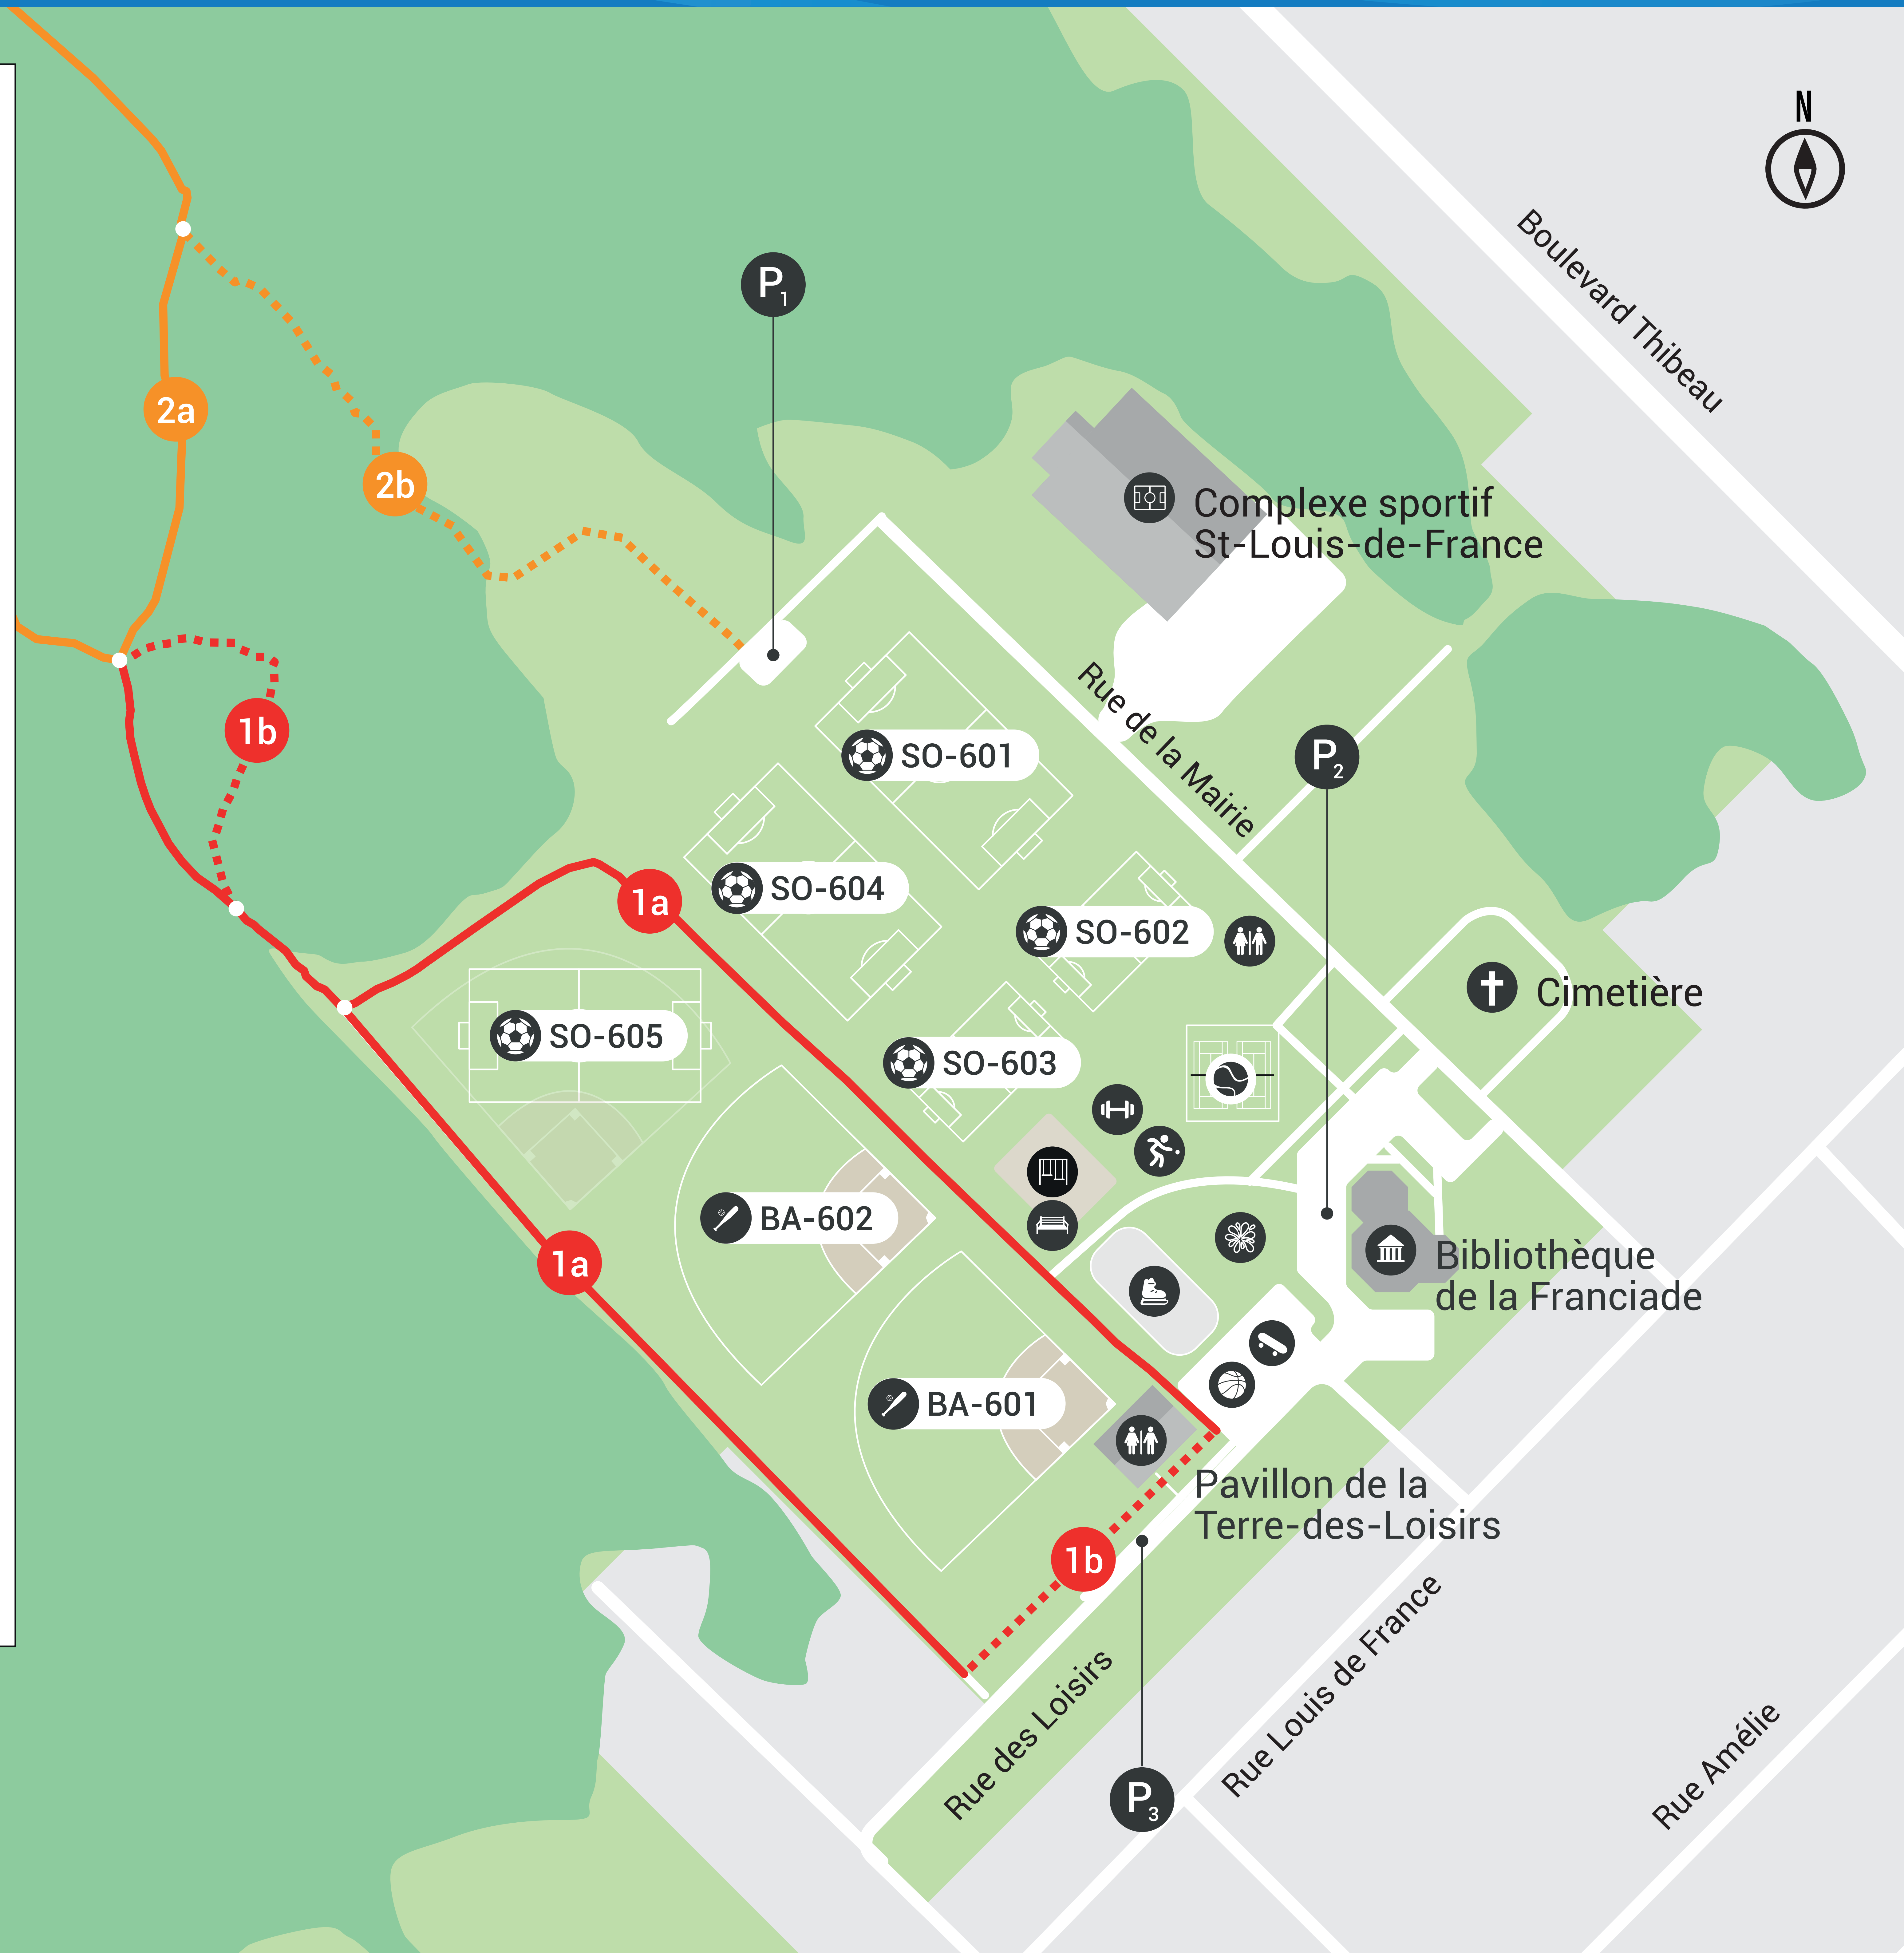 N
Boulevard Thibeau
P1
2a
2b
Complexe sportif
St-Louis-de-France
1b
Rue de la Mairie
SO-601
P2
SO-604
1a
SO-602
Cimetière
SO-605
SO-603
BA-602
1a
Bibliothèque
de la Franciade
BA-601
Pavillon de la
Terre-des-Loisirs
1b
Rue des Loisirs
Rue Louis de France
Rue Amélie
P3